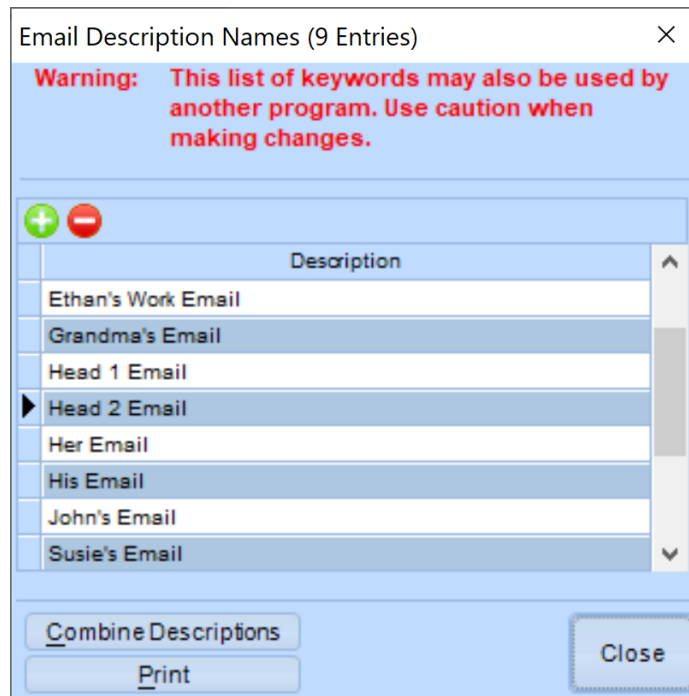 Email Description Names (9 Entries)
Warning: This list of keywords may also be used by
another program. Use caution when
making changes.
Description
Ethan's Work Email
Grandma's Email
Head 1 Email
Head 2 Email
Her Email
His Email
John's Email
Susie's Email
Combine Descriptions
Print
Close